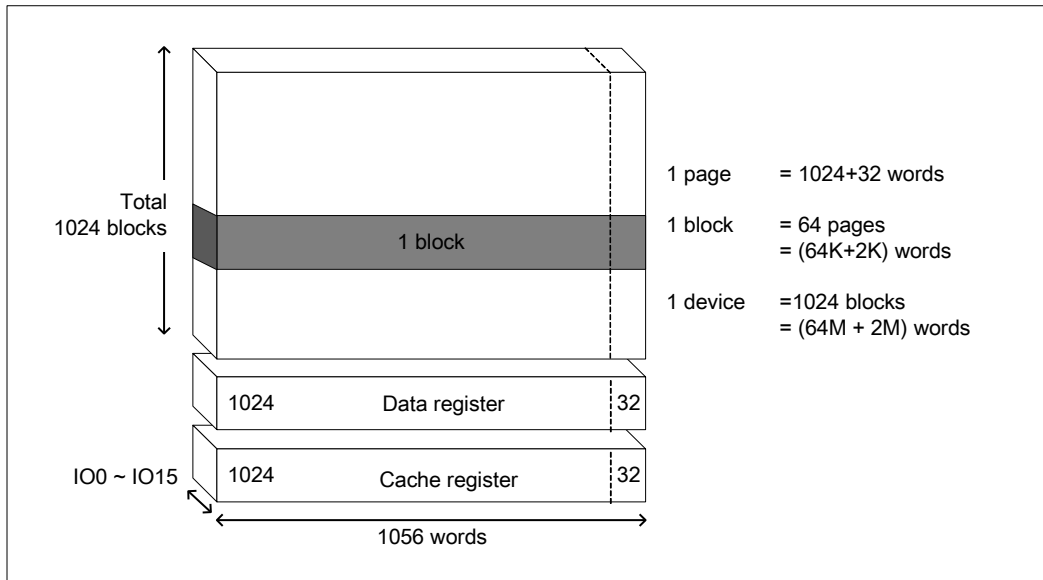 Total
1024 blocks
1 block
1 page = 1024+32 words
1 block = 64 pages
= (64K+2K) words
1 device =1024 blocks
= (64M + 2M) words
1024 Data register 32
IO0 ~ IO15
1024 Cache register 32
1056 words